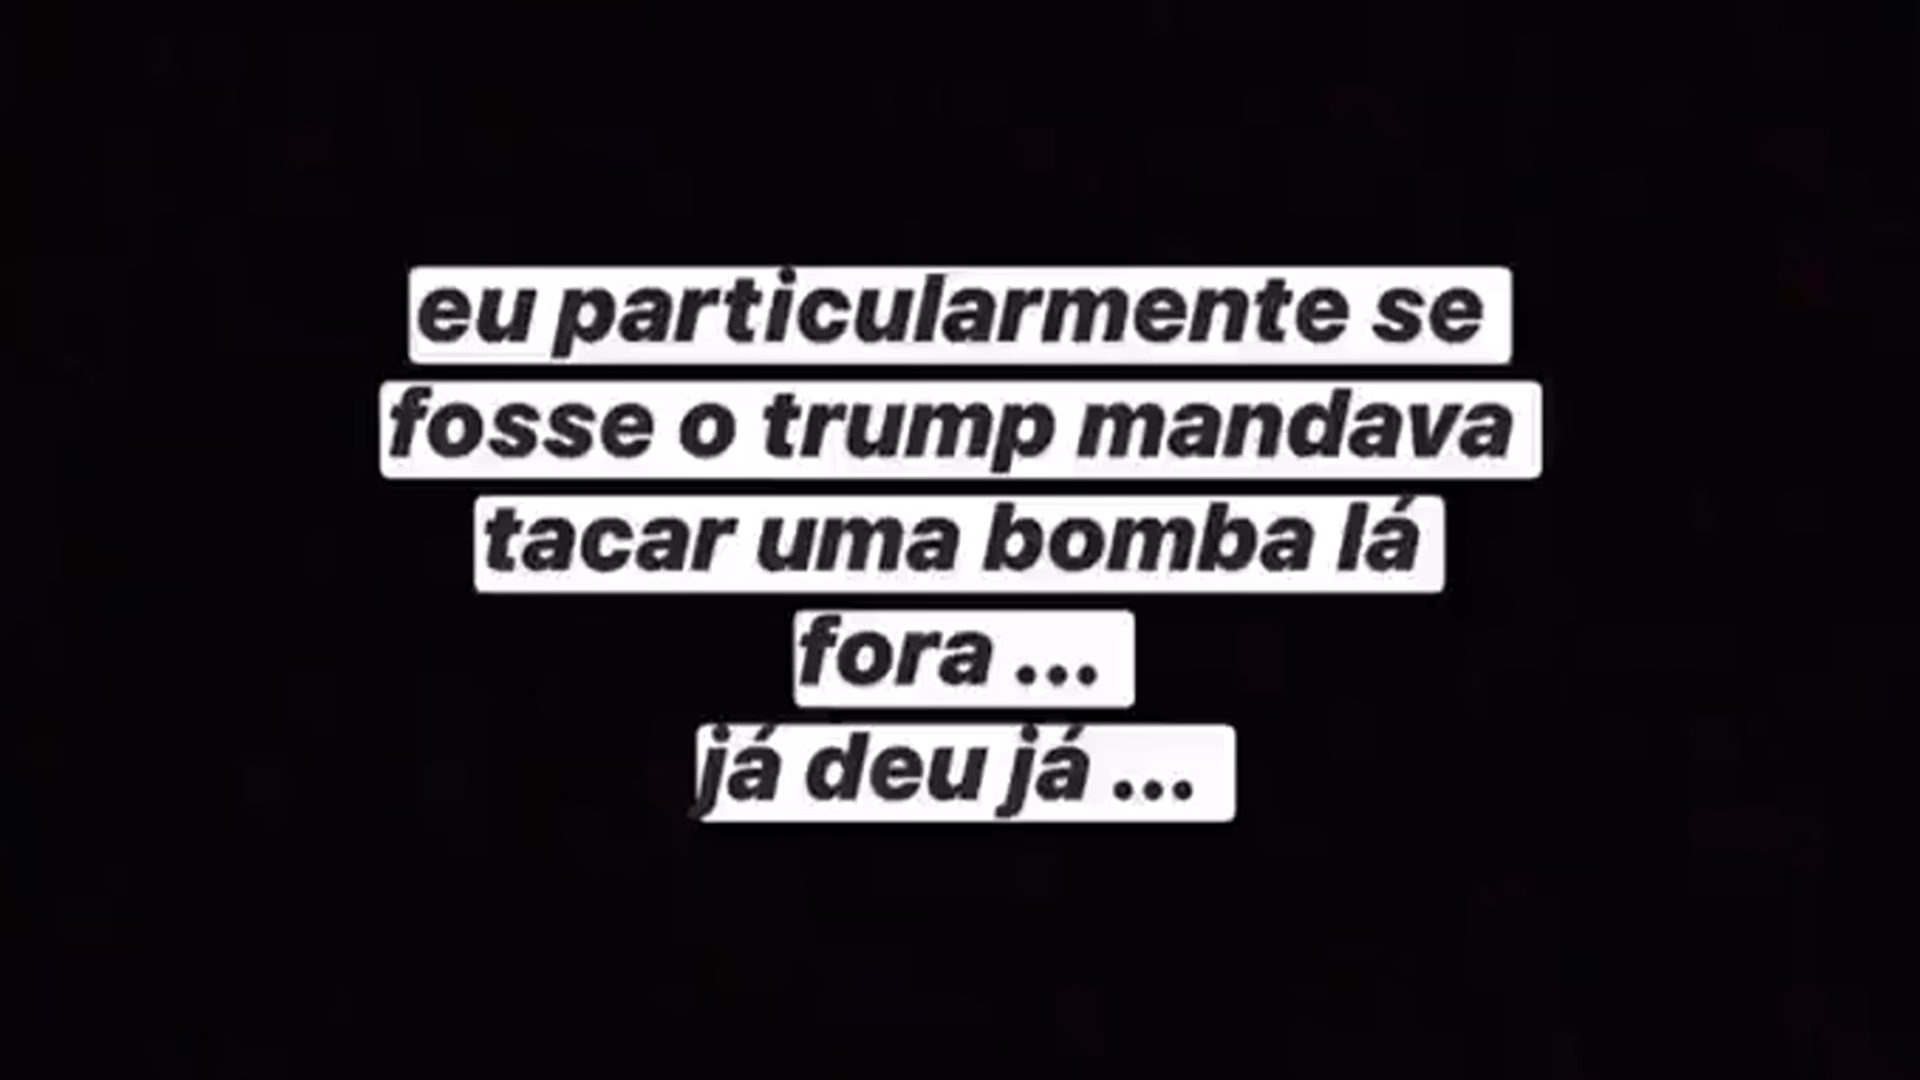 eu particularmente se
fosse o trump mandava
tacar uma bomba lá
fora ...
já deu já ...